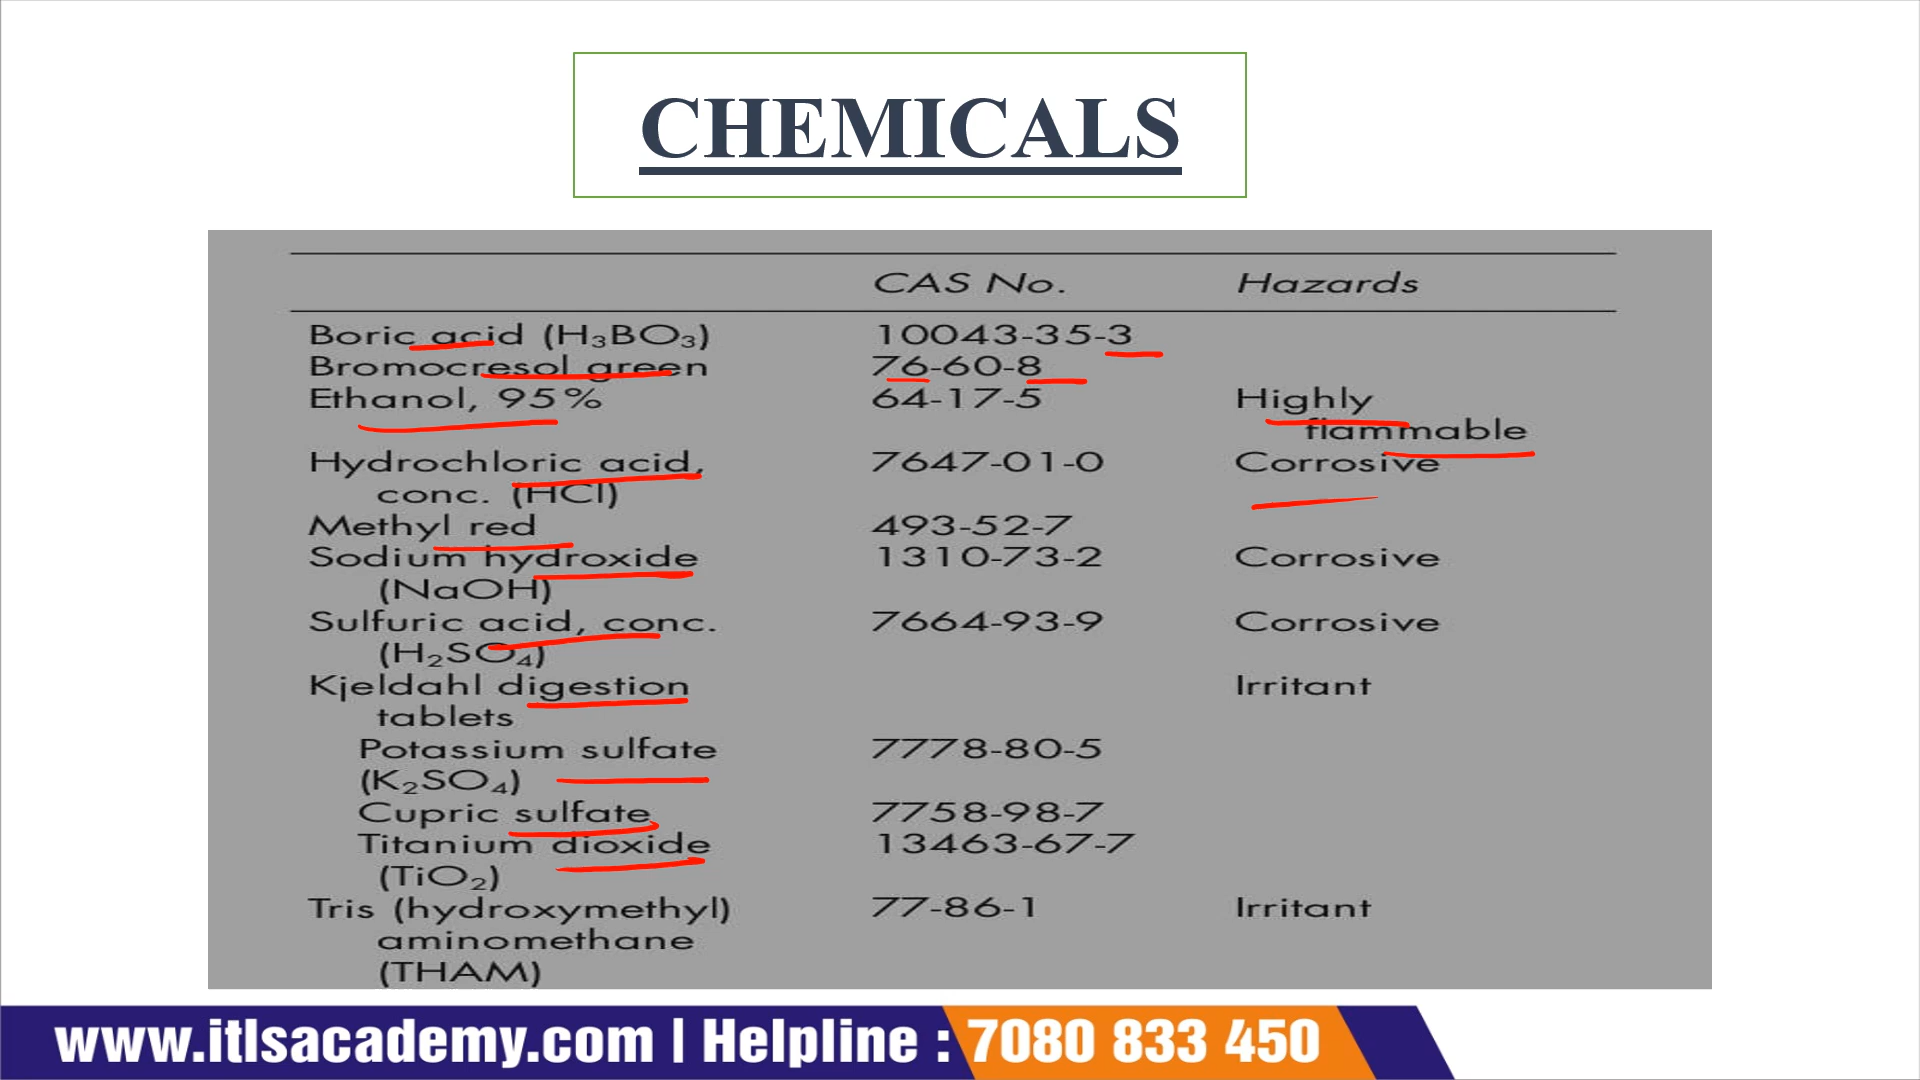 CHEMICALS
CAS No. Hazards
Boric acid (H₃BO₃) 10043-35-3
Bromocresol green 76-60-8
Ethanol, 95% 64-17-5 Highly
flammable
Hydrochloric acid, 7647-01-0 Corrosive
conc. (HCl)
Methyl red 493-52-7
Sodium hydroxide 1310-73-2 Corrosive
(NaOH)
Sulfuric acid, conc. 7664-93-9 Corrosive
(H₂SO₄)
Kjeldahl digestion Irritant
tablets
Potassium sulfate 7778-80-5
(K₂SO₄)
Cupric sulfate 7758-98-7
Titanium dioxide 13463-67-7
(TiO₂)
Tris (hydroxymethyl) 77-86-1 Irritant
aminomethane
(THAM)
www.itlsacademy.com | Helpline : 7080 833 450